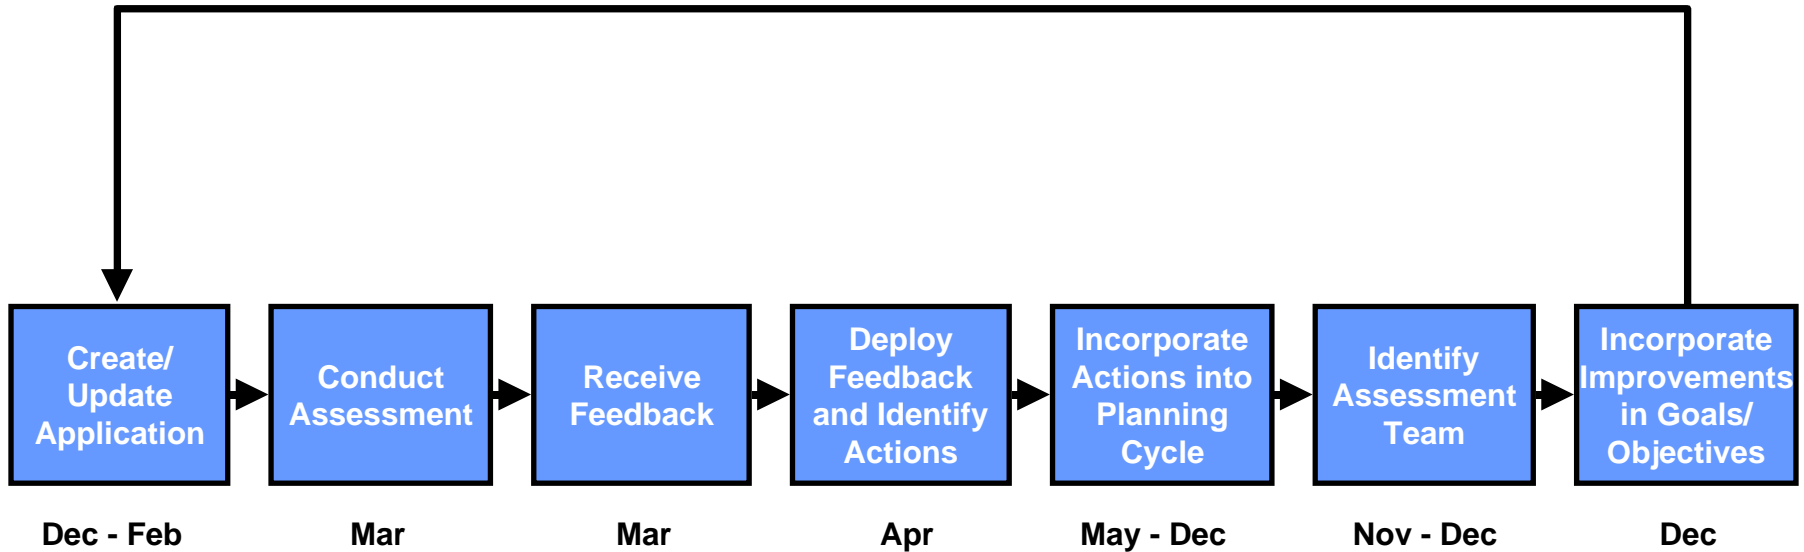 Create/
Update
Application
Conduct
Assessment
Receive
Feedback
Deploy
Feedback
and Identify
Actions
Incorporate
Actions into
Planning
Cycle
Identify
Assessment
Team
Incorporate
Improvements
in Goals/
Objectives
Dec - Feb
Mar
Mar
Apr
May - Dec
Nov - Dec
Dec